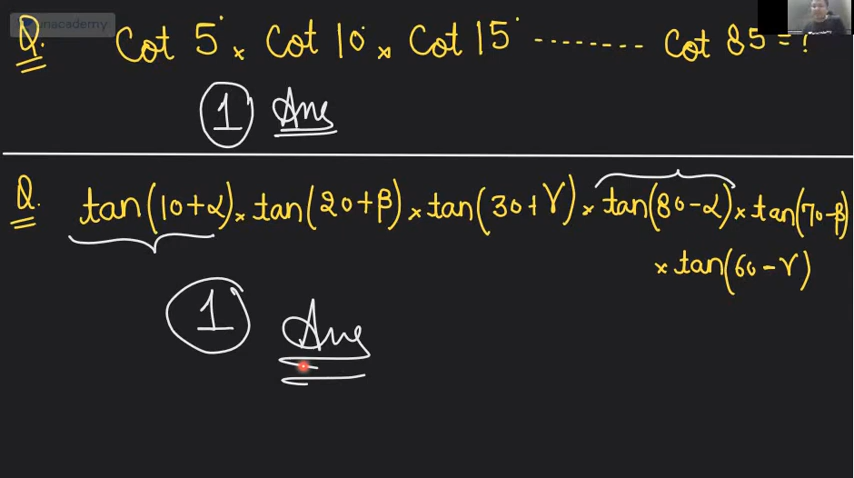 unacademy
Q. Cot 5° × Cot 10° × Cot 15° -------- Cot 85 = ?
1 Ans
Q. tan(10+α) × tan(20+β) × tan(30+γ) × tan(80-α) × tan(70-β)
× tan(60-γ)
1 Ans